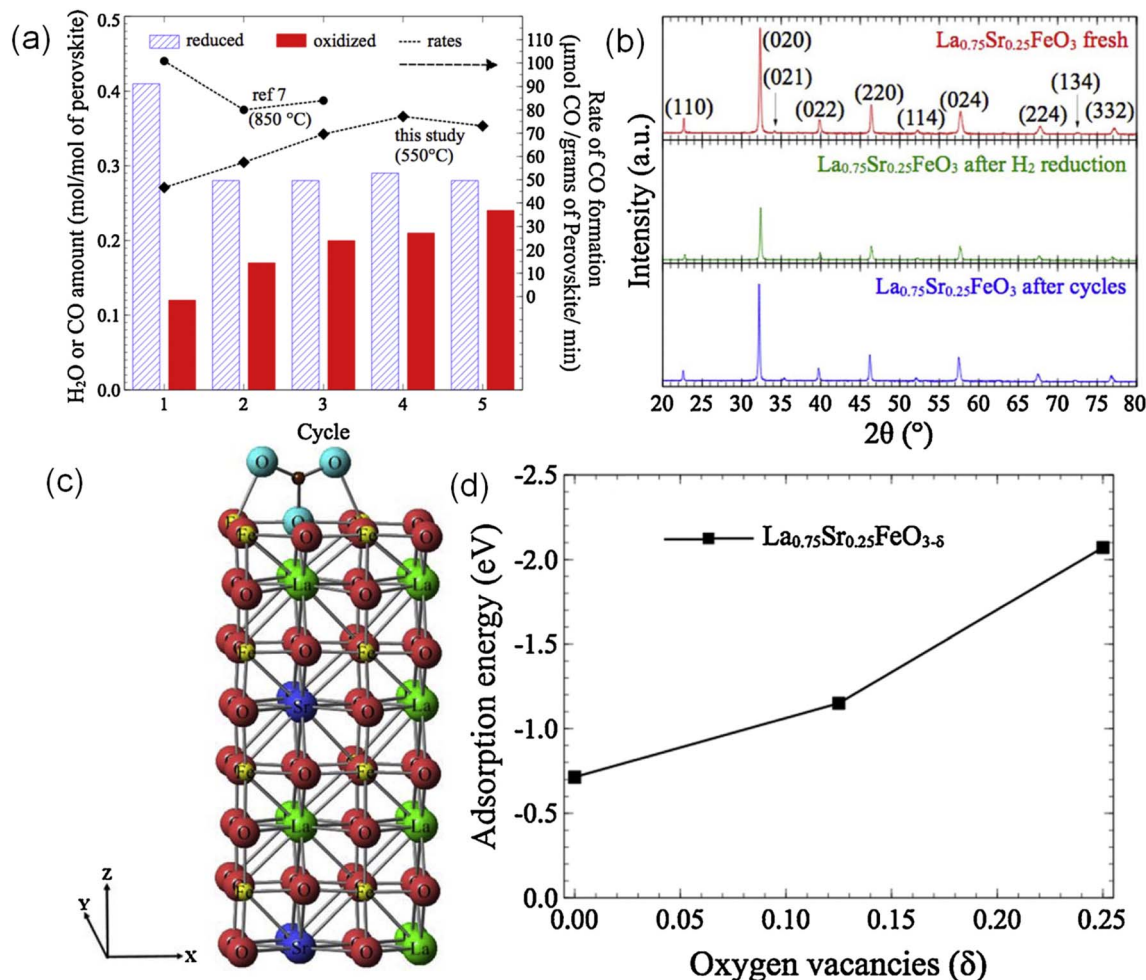 (a)
reduced
oxidized
rates
H₂O or CO amount (mol/mol of perovskite)
0.5
0.4
0.3
0.2
0.1
0.0
ref 7
(850 °C)
this study
(550°C)
110
100
90
80
70
60
50
40
30
20
10
0
Rate of CO formation
(μmol CO /grams of Perovskite/ min)
1
2
3
4
5
Cycle
(b)
Intensity (a.u.)
La₀.₇₅Sr₀.₂₅FeO₃ fresh
(110)
(020)
(021)
(022)
(220)
(114)
(024)
(224)
(134)
(332)
La₀.₇₅Sr₀.₂₅FeO₃ after H₂ reduction
La₀.₇₅Sr₀.₂₅FeO₃ after cycles
20 25 30 35 40 45 50 55 60 65 70 75 80
2θ (°)
(c)
O O
O
Fe O Fe O
O La O La
Fe O Fe O
O Sr O La
Fe O Fe O
O La O La
Fe O Fe O
O Sr O La
Z
Y
X
(d)
Adsorption energy (eV)
-2.5
-2.0
-1.5
-1.0
-0.5
0.0
La₀.₇₅Sr₀.₂₅FeO₃₋δ
0.00 0.05 0.10 0.15 0.20 0.25
Oxygen vacancies (δ)